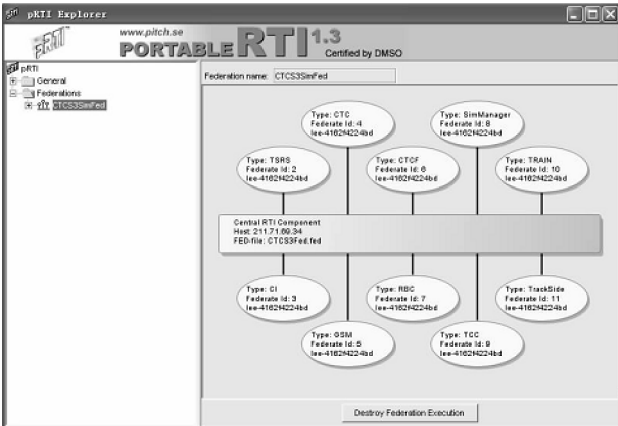 pRTI Explorer
pRTI
www.pitch.se
PORTABLE RTI 1.3
Certified by DMSO
pRTI
General
Federations
CTCS3SimFed
Federation name: CTCS3SimFed
Type: CTC
Federate Id: 4
lee-4162f4224bd
Type: SimManager
Federate Id: 8
lee-4162f4224bd
Type: TSRS
Federate Id: 2
lee-4162f4224bd
Type: CTCF
Federate Id: 6
lee-4162f4224bd
Type: TRAIN
Federate Id: 10
lee-4162f4224bd
Central RTI Component
Host: 211.71.69.34
FED-file: CTCS3Fed.fed
Type: CI
Federate Id: 3
lee-4162f4224bd
Type: RBC
Federate Id: 7
lee-4162f4224bd
Type: TrackSide
Federate Id: 11
lee-4162f4224bd
Type: GSM
Federate Id: 5
lee-4162f4224bd
Type: TCC
Federate Id: 9
lee-4162f4224bd
Destroy Federation Execution